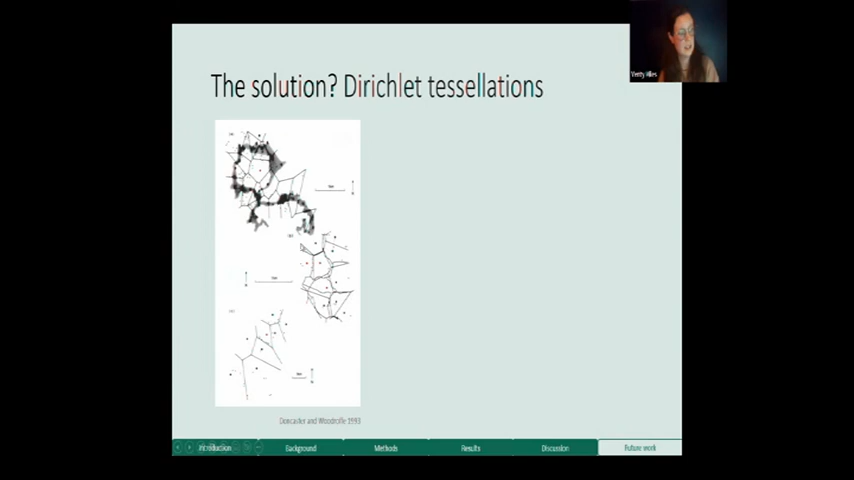 The solution? Dirichlet tessellations
Doncaster and Woodroffe 1993
Introduction
Background
Methods
Results
Discussion
Future work